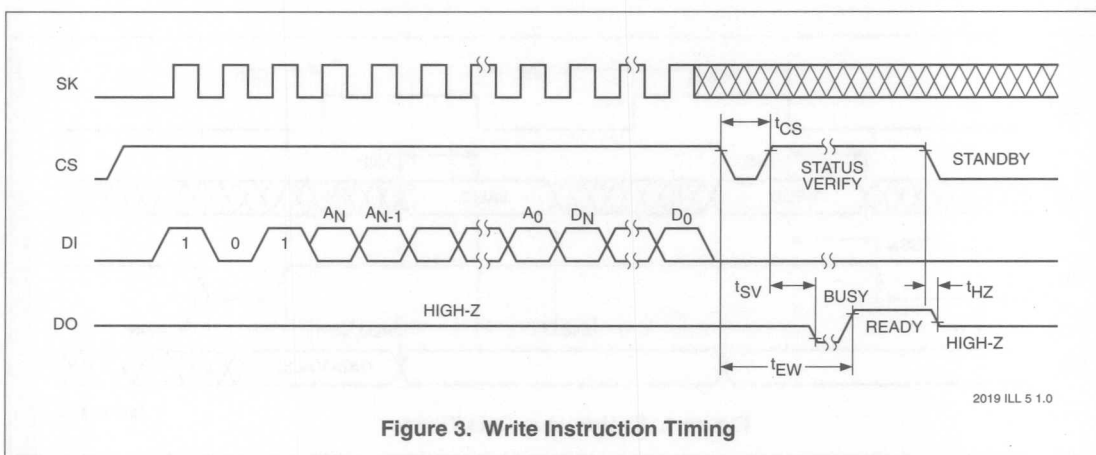 SK
tCS
CS
STATUS
VERIFY
STANDBY
AN AN-1 A0 DN D0
DI 1 0 1
tSV BUSY tHZ
DO HIGH-Z READY
HIGH-Z
tEW
2019 ILL 5 1.0
Figure 3. Write Instruction Timing